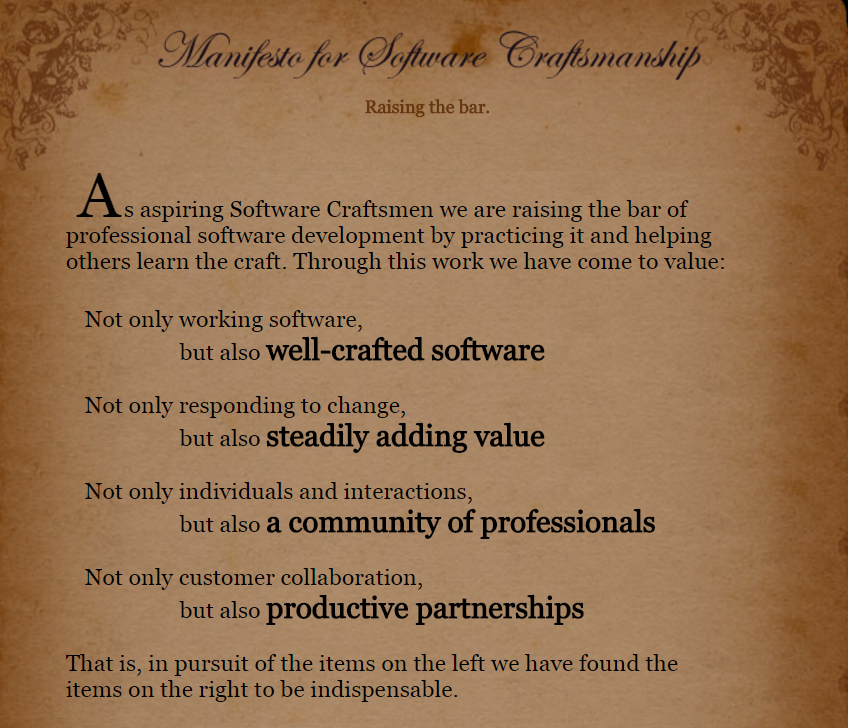 Manifesto for Software Craftsmanship
Raising the bar.
As aspiring Software Craftsmen we are raising the bar of
professional software development by practicing it and helping
others learn the craft. Through this work we have come to value:
Not only working software,
but also well-crafted software
Not only responding to change,
but also steadily adding value
Not only individuals and interactions,
but also a community of professionals
Not only customer collaboration,
but also productive partnerships
That is, in pursuit of the items on the left we have found the
items on the right to be indispensable.